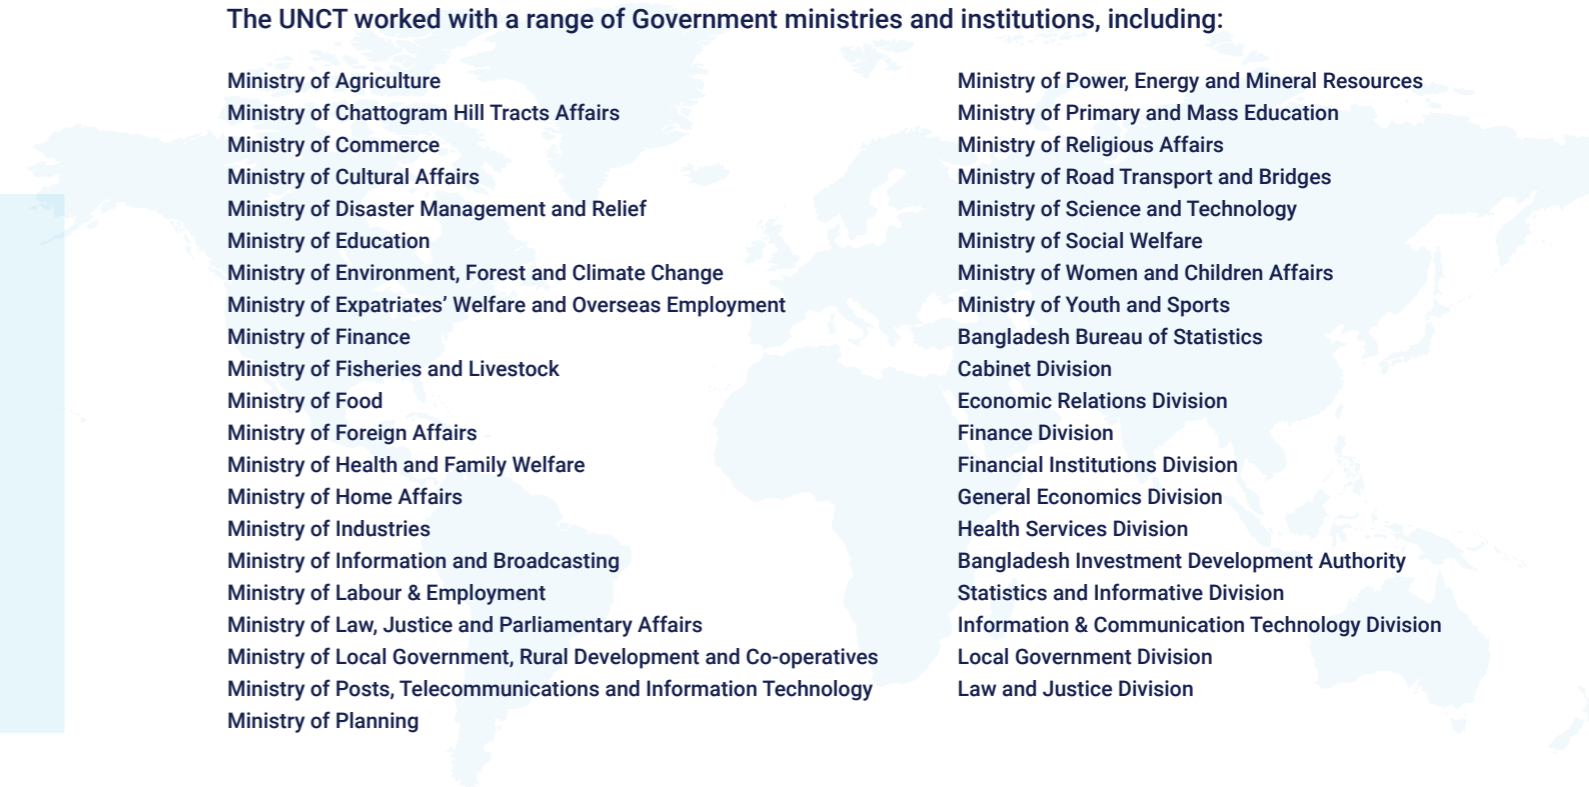 The UNCT worked with a range of Government ministries and institutions, including:
Ministry of Agriculture
Ministry of Chattogram Hill Tracts Affairs
Ministry of Commerce
Ministry of Cultural Affairs
Ministry of Disaster Management and Relief
Ministry of Education
Ministry of Environment, Forest and Climate Change
Ministry of Expatriates’ Welfare and Overseas Employment
Ministry of Finance
Ministry of Fisheries and Livestock
Ministry of Food
Ministry of Foreign Affairs
Ministry of Health and Family Welfare
Ministry of Home Affairs
Ministry of Industries
Ministry of Information and Broadcasting
Ministry of Labour & Employment
Ministry of Law, Justice and Parliamentary Affairs
Ministry of Local Government, Rural Development and Co-operatives
Ministry of Posts, Telecommunications and Information Technology
Ministry of Planning
Ministry of Power, Energy and Mineral Resources
Ministry of Primary and Mass Education
Ministry of Religious Affairs
Ministry of Road Transport and Bridges
Ministry of Science and Technology
Ministry of Social Welfare
Ministry of Women and Children Affairs
Ministry of Youth and Sports
Bangladesh Bureau of Statistics
Cabinet Division
Economic Relations Division
Finance Division
Financial Institutions Division
General Economics Division
Health Services Division
Bangladesh Investment Development Authority
Statistics and Informative Division
Information & Communication Technology Division
Local Government Division
Law and Justice Division